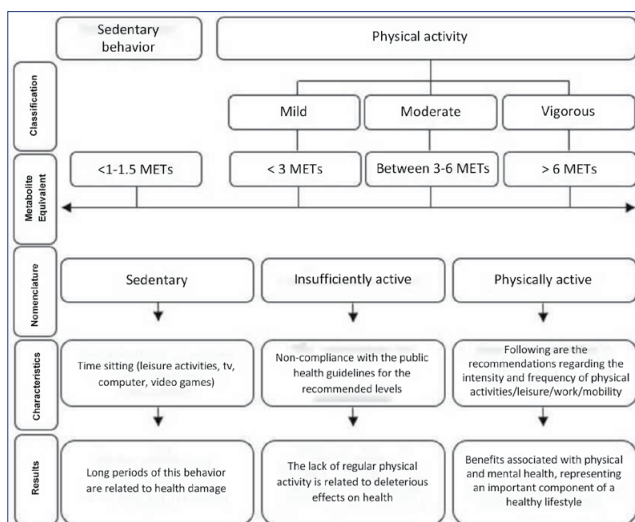 Sedentary
behavior
Physical activity
Classification
Mild
Moderate
Vigorous
Metabolite
Equivalent
<1-1.5 METs
< 3 METs
Between 3-6 METs
> 6 METs
Nomenclature
Sedentary
Insufficiently active
Physically active
Characteristics
Time sitting (leisure activities, tv,
computer, video games)
Non-compliance with the public
health guidelines for the
recommended levels
Following are the
recommendations regarding the
intensity and frequency of physical
activities/leisure/work/mobility
Results
Long periods of this behavior
are related to health damage
The lack of regular physical
activity is related to deleterious
effects on health
Benefits associated with physical
and mental health, representing
an important component of a
healthy lifestyle